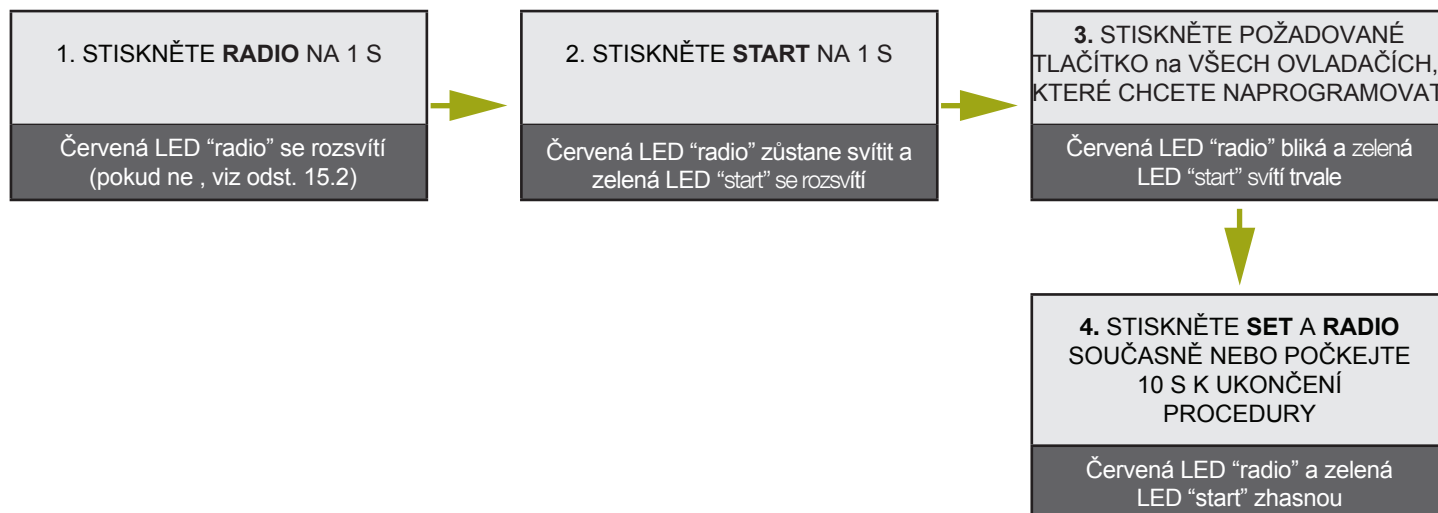 1. STISKNĚTE RADIO NA 1 S
Červená LED “radio” se rozsvítí
(pokud ne , viz odst. 15.2)
2. STISKNĚTE START NA 1 S
Červená LED “radio” zůstane svítit a
zelená LED “start” se rozsvítí
3. STISKNĚTE POŽADOVANÉ
TLAČÍTKO na VŠECH OVLADAČÍCH,
KTERÉ CHCETE NAPROGRAMOVAT
Červená LED “radio” bliká a zelená
LED “start” svítí trvale
4. STISKNĚTE SET A RADIO
SOUČASNĚ NEBO POČKEJTE
10 S K UKONČENÍ
PROCEDURY
Červená LED “radio” a zelená
LED “start” zhasnou